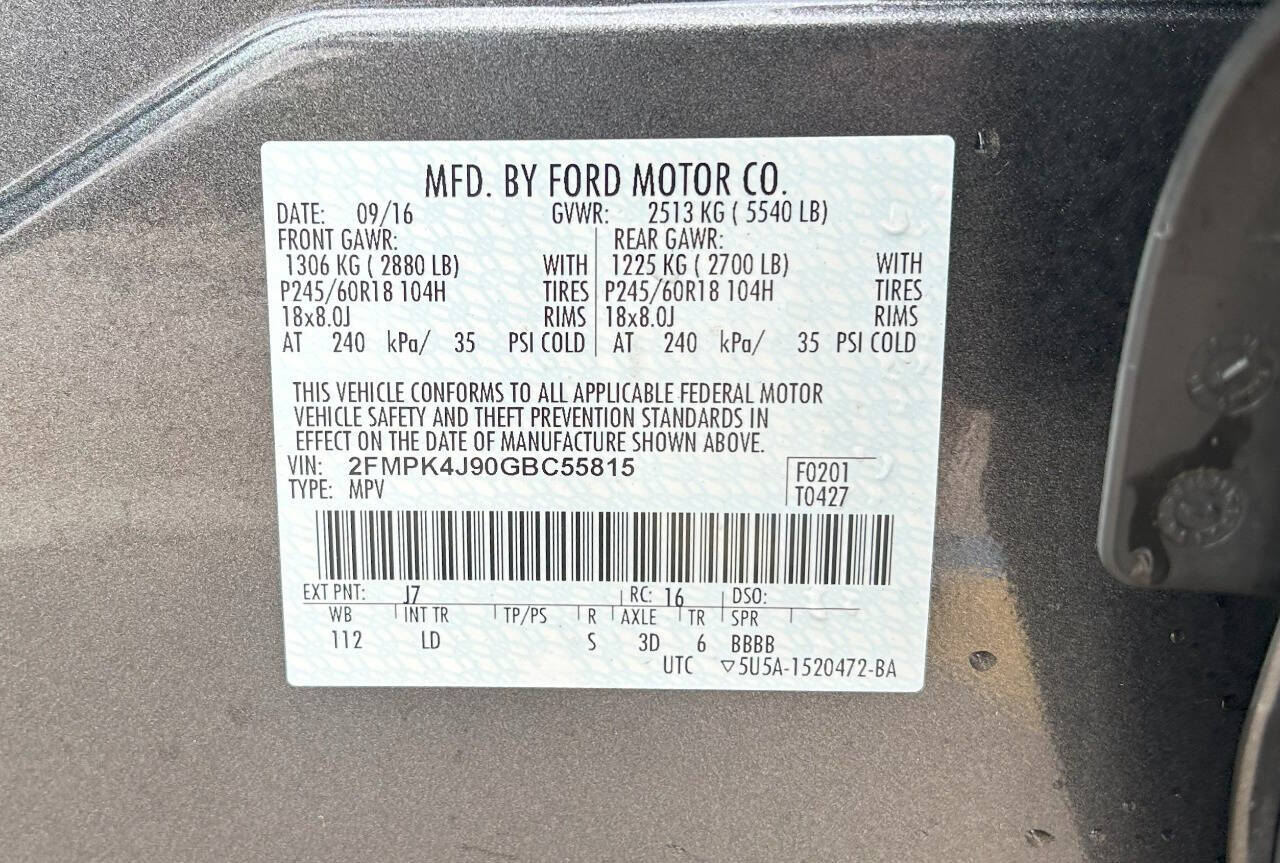 MFD. BY FORD MOTOR CO.
DATE: 09/16 GVWR: 2513 KG ( 5540 LB)
FRONT GAWR: REAR GAWR:
1306 KG ( 2880 LB) WITH 1225 KG ( 2700 LB) WITH
P245/60R18 104H TIRES P245/60R18 104H TIRES
18x8.0J RIMS 18x8.0J RIMS
AT 240 kPa/ 35 PSI COLD AT 240 kPa/ 35 PSI COLD
THIS VEHICLE CONFORMS TO ALL APPLICABLE FEDERAL MOTOR
VEHICLE SAFETY AND THEFT PREVENTION STANDARDS IN
EFFECT ON THE DATE OF MANUFACTURE SHOWN ABOVE.
VIN: 2FMPK4J90GBC55815 F0201
TYPE: MPV T0427
EXT PNT: J7 RC: 16 DSO:
WB INT TR TP/PS R AXLE TR SPR
112 LD S 3D 6 BBBB
UTC ▽5U5A-1520472-BA